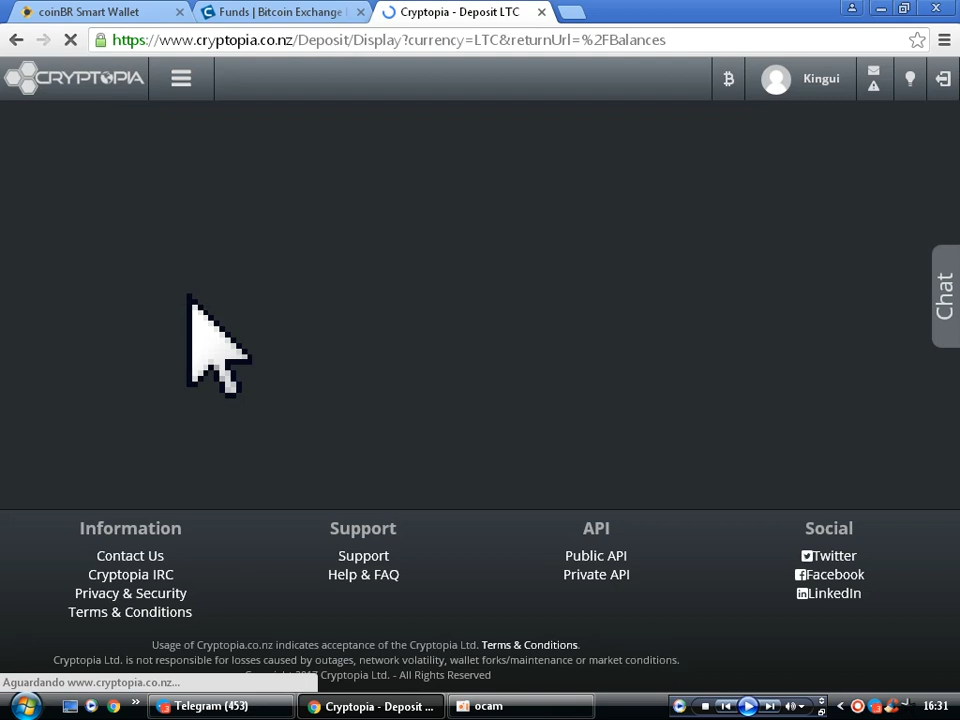 coinBR Smart Wallet
Funds | Bitcoin Exchange
Cryptopia - Deposit LTC
https://www.cryptopia.co.nz/Deposit/Display?currency=LTC&returnUrl=%2FBalances
CRYPTOPIA
Kingui
Chat
Information
Support
API
Social
Contact Us
Support
Public API
Twitter
Cryptopia IRC
Help & FAQ
Private API
Facebook
Privacy & Security
LinkedIn
Terms & Conditions
Usage of Cryptopia.co.nz indicates acceptance of the Cryptopia Ltd. Terms & Conditions.
Cryptopia Ltd. is not responsible for losses caused by outages, network volatility, wallet forks/maintenance or market conditions.
Cryptopia Ltd. - All Rights Reserved
Aguardando www.cryptopia.co.nz...
Telegram (453)
Cryptopia - Deposit ...
ocam
16:31